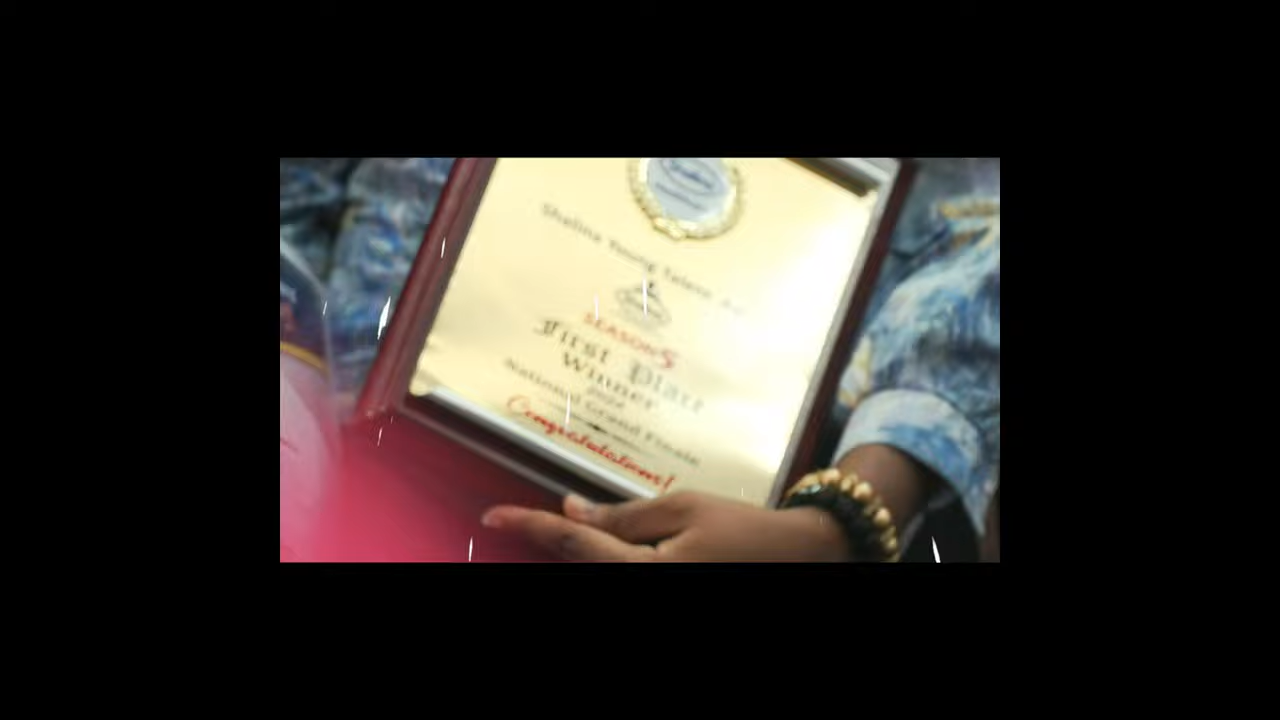 Shalina Young Talent
SEASON 5
First Place
Winner
National Grand Finale
Congratulations!